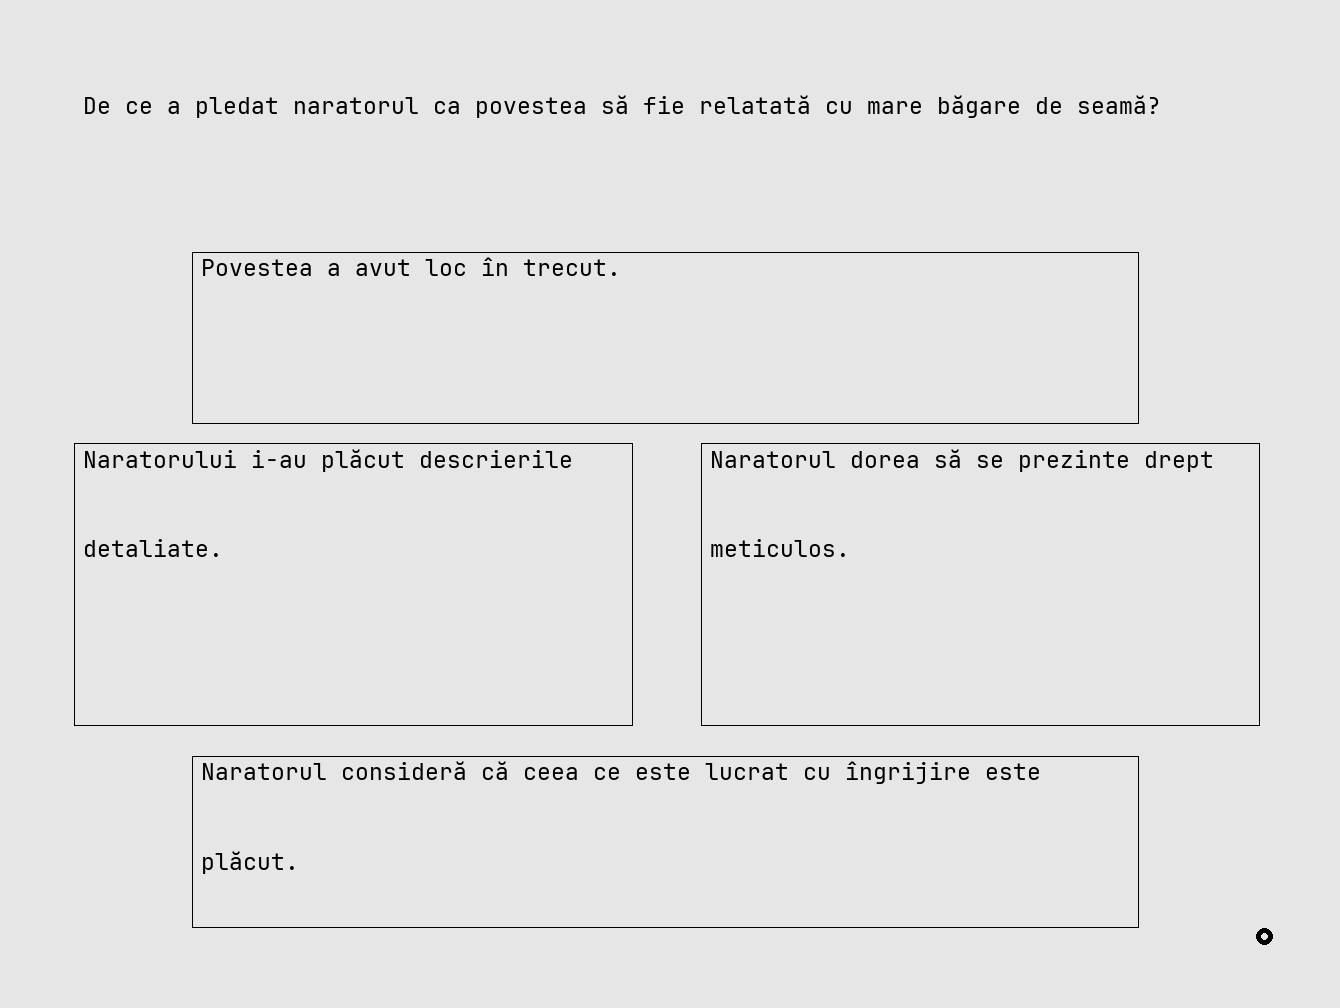 De ce a pledat naratorul ca povestea să fie relatată cu mare băgare de seamă?
Povestea a avut loc în trecut.
Naratorului i-au plăcut descrierile
detaliate.
Naratorul dorea să se prezinte drept
meticulos.
Naratorul consideră că ceea ce este lucrat cu îngrijire este
plăcut.